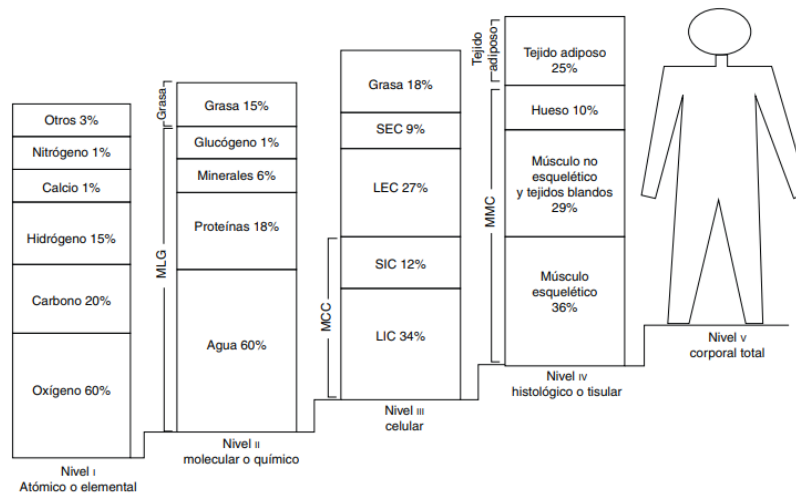 Otros 3%
Nitrógeno 1%
Calcio 1%
Hidrógeno 15%
Carbono 20%
Oxígeno 60%
Nivel I
Atómico o elemental
Grasa
MLG
Grasa 15%
Glucógeno 1%
Minerales 6%
Proteínas 18%
Agua 60%
Nivel II
molecular o químico
MCC
Grasa 18%
SEC 9%
LEC 27%
SIC 12%
LIC 34%
Nivel III
celular
Tejido
adiposo
MMC
Tejido adiposo
25%
Hueso 10%
Músculo no
esquelético
y tejidos blandos
29%
Músculo
esquelético
36%
Nivel IV
histológico o tisular
Nivel V
corporal total